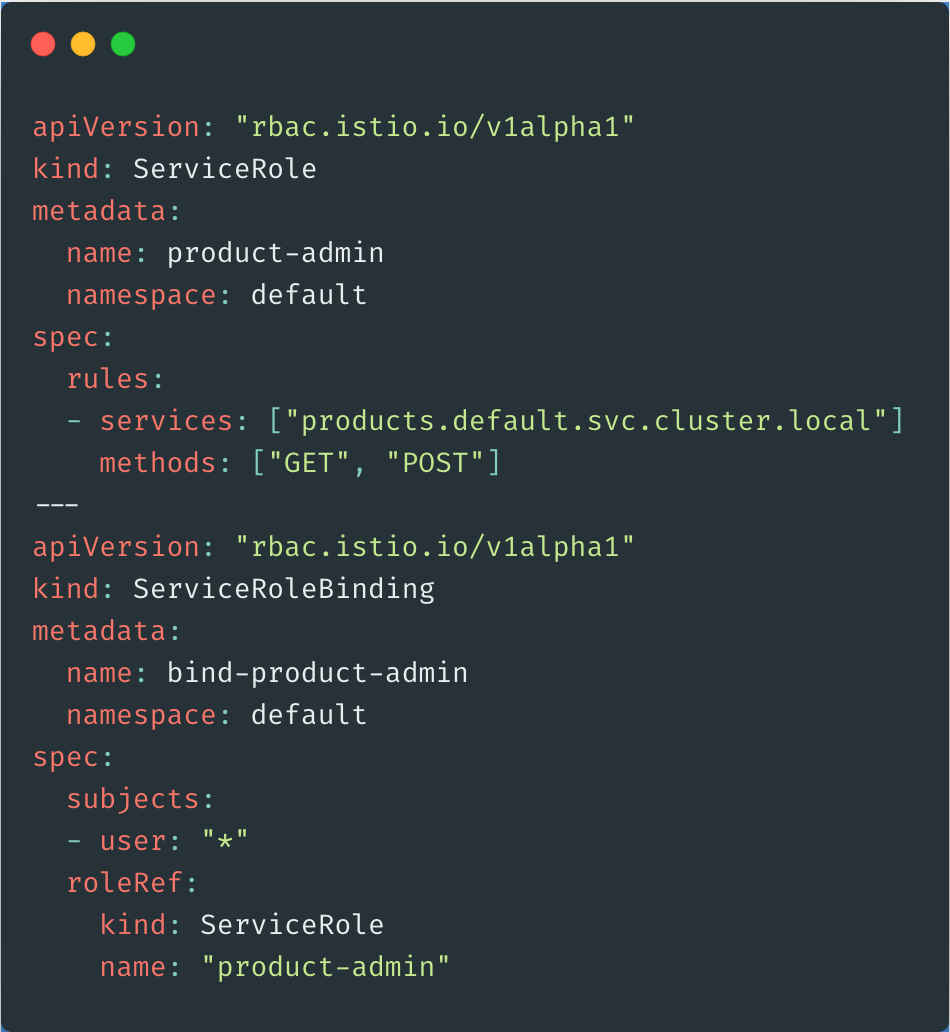 apiVersion: "rbac.istio.io/v1alpha1"
kind: ServiceRole
metadata:
  name: product-admin
  namespace: default
spec:
  rules:
  - services: ["products.default.svc.cluster.local"]
    methods: ["GET", "POST"]
---
apiVersion: "rbac.istio.io/v1alpha1"
kind: ServiceRoleBinding
metadata:
  name: bind-product-admin
  namespace: default
spec:
  subjects:
  - user: "*"
  roleRef:
    kind: ServiceRole
    name: "product-admin"